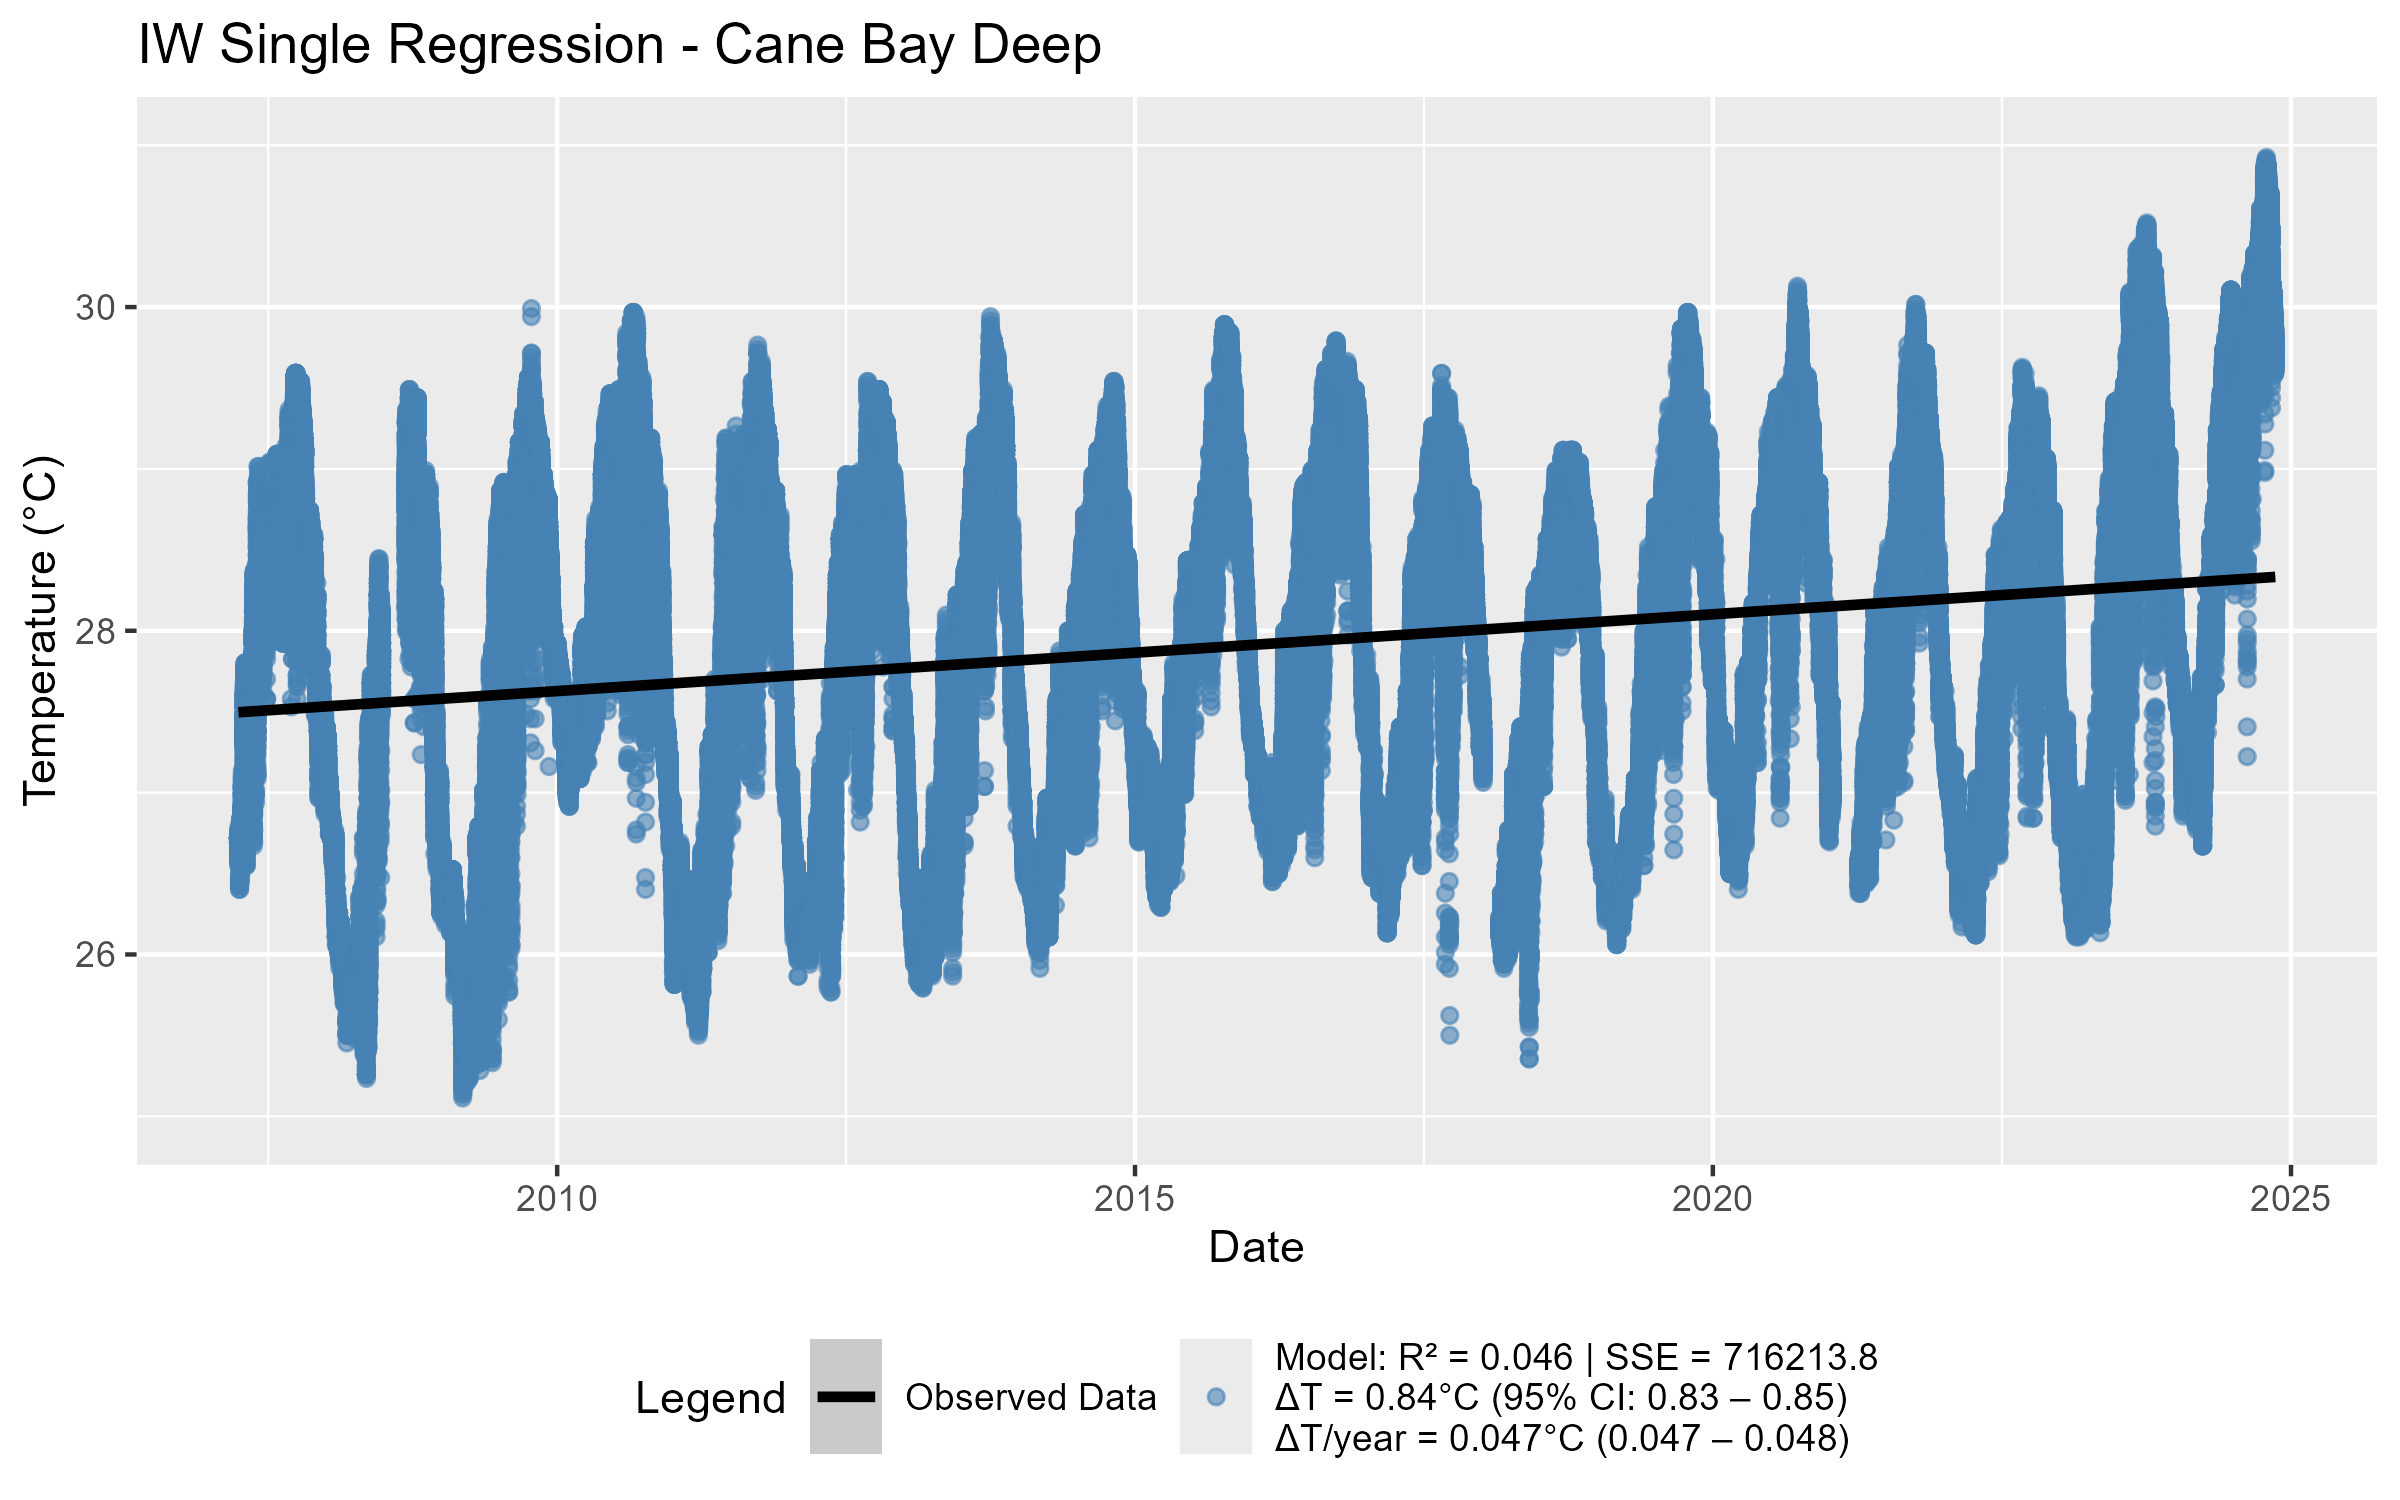 IW Single Regression - Cane Bay Deep
Temperature (°C)
30
28
26
2010
2015
2020
2025
Date
Legend
Observed Data
Model: R² = 0.046 | SSE = 716213.8
ΔT = 0.84°C (95% CI: 0.83 – 0.85)
ΔT/year = 0.047°C (0.047 – 0.048)